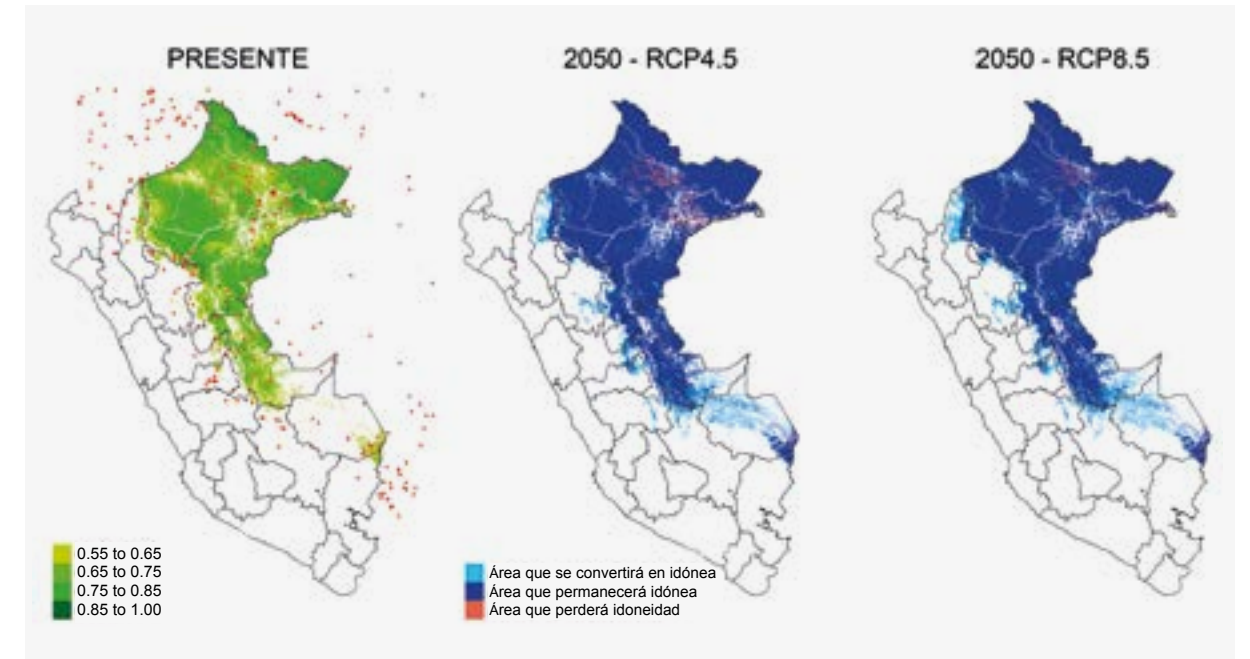 PRESENTE
2050 - RCP4.5
2050 - RCP8.5
0.55 to 0.65
0.65 to 0.75
0.75 to 0.85
0.85 to 1.00
Área que se convertirá en idónea
Área que permanecerá idónea
Área que perderá idoneidad